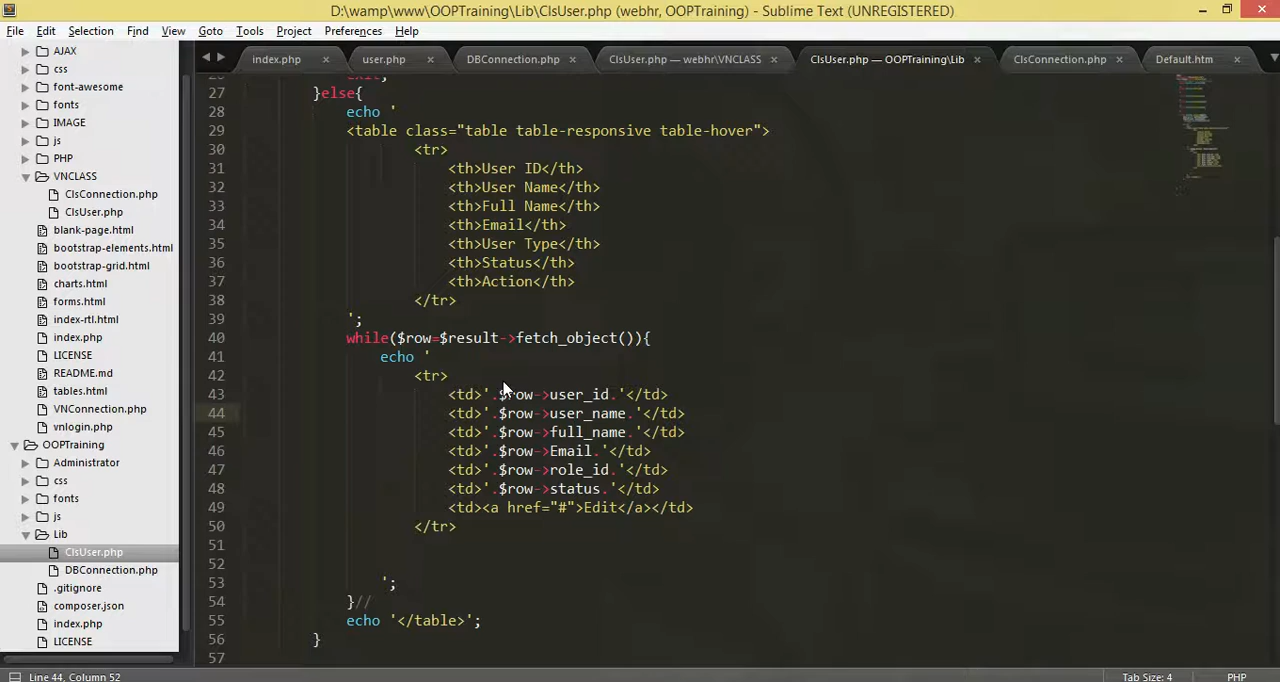 D:\wamp\www\OOPTraining\Lib\ClsUser.php (webhr, OOPTraining) - Sublime Text (UNREGISTERED)
File Edit Selection Find View Goto Tools Project Preferences Help
index.php × user.php × DBConnection.php × ClsUser.php — webhr\VNCLASS × ClsUser.php — OOPTraining\Lib × ClsConnection.php × Default.htm ×
AJAX
css
font-awesome
fonts
IMAGE
js
PHP
VNCLASS
ClsConnection.php
ClsUser.php
blank-page.html
bootstrap-elements.html
bootstrap-grid.html
charts.html
forms.html
index-rtl.html
index.php
LICENSE
README.md
tables.html
VNConnection.php
vnlogin.php
OOPTraining
Administrator
css
fonts
js
Lib
ClsUser.php
DBConnection.php
.gitignore
composer.json
index.php
LICENSE
26 exit;
27 }else{
28 echo '
29 <table class="table table-responsive table-hover">
30 <tr>
31 <th>User ID</th>
32 <th>User Name</th>
33 <th>Full Name</th>
34 <th>Email</th>
35 <th>User Type</th>
36 <th>Status</th>
37 <th>Action</th>
38 </tr>
39 ';
40 while($row=$result->fetch_object()){
41 echo '
42 <tr>
43 <td>'.$row->user_id.'</td>
44 <td>'.$row->user_name.'</td>
45 <td>'.$row->full_name.'</td>
46 <td>'.$row->Email.'</td>
47 <td>'.$row->role_id.'</td>
48 <td>'.$row->status.'</td>
49 <td><a href="#">Edit</a></td>
50 </tr>
51
52
53 ';
54 }//
55 echo '</table>';
56 }
57
Line 44, Column 52 Tab Size: 4 PHP